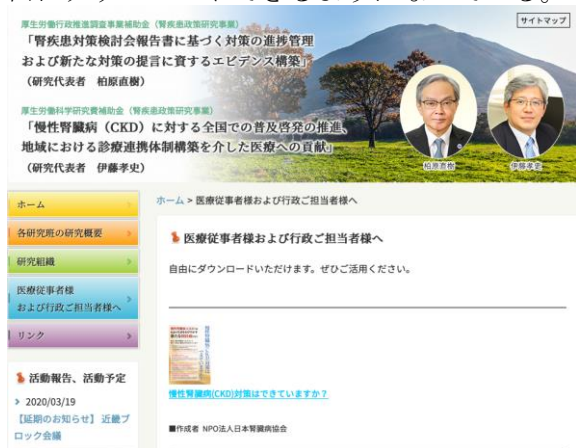 サイトマップ
厚生労働行政推進調査事業補助金（腎疾患政策研究事業）
「腎疾患対策検討会報告書に基づく対策の進捗管理
および新たな対策の提言に資するエビデンス構築」
（研究代表者 柏原直樹）
厚生労働科学研究費補助金（腎疾患政策研究事業）
「慢性腎臓病（CKD）に対する全国での普及啓発の推進、
地域における診療連携体制構築を介した医療への貢献」
（研究代表者 伊藤孝史）
柏原直樹
伊藤孝史
ホーム
各研究班の研究概要
研究組織
医療従事者様
および行政ご担当者様へ
リンク
活動報告、活動予定
> 2020/03/19
【延期のお知らせ】近畿ブ
ロック会議
ホーム > 医療従事者様および行政ご担当者様へ
医療従事者様および行政ご担当者様へ
自由にダウンロードいただけます。ぜひご活用ください。
慢性腎臓病(CKD)対策はできていますか？
■作成者 NPO法人日本腎臓病協会